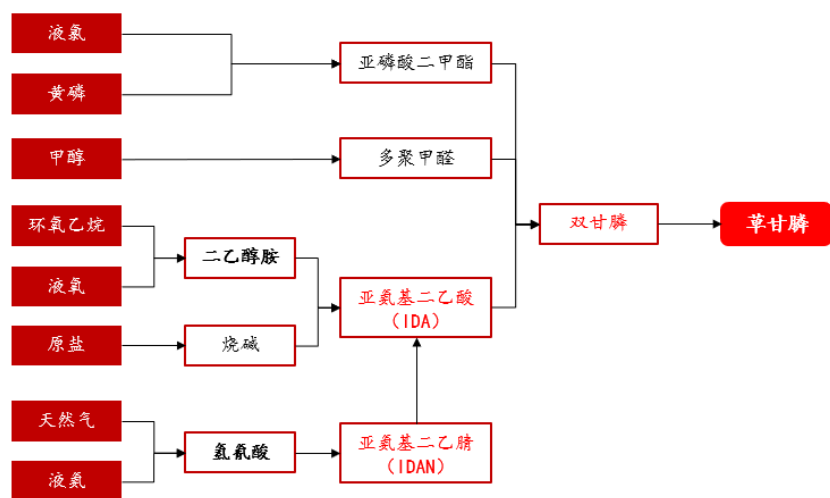 液氯
黄磷
亚磷酸二甲酯
甲醇
多聚甲醛
双甘膦
草甘膦
环氧乙烷
液氧
二乙醇胺
亚氨基二乙酸
(IDA)
原盐
烧碱
天然气
液氨
氢氰酸
亚氨基二乙腈
(IDAN)